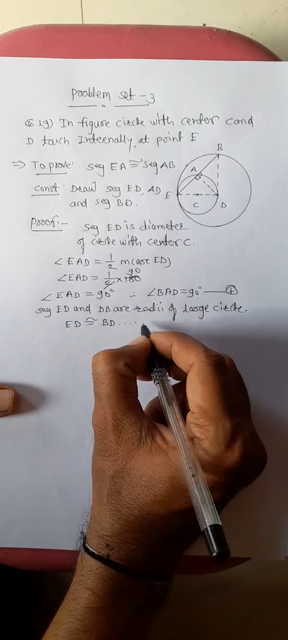 Problem set - 3
Q 19) In figure circle with center C and
D touch Internally at point E
⇒ To prove: seg EA ≅ seg AB
Const: Draw seg ED, AD
and seg BD.
B
A
E
C
D
Proof:-
seg ED is diameter
of circle with center C.
∠ EAD = 1/2 m(arc ED)
∠ EAD = 1/2 × 180 90
∠ EAD = 90° ∴ ∠BAD = 90° — ①
seg ED and DB are radii of large circle.
ED ≅ BD ....